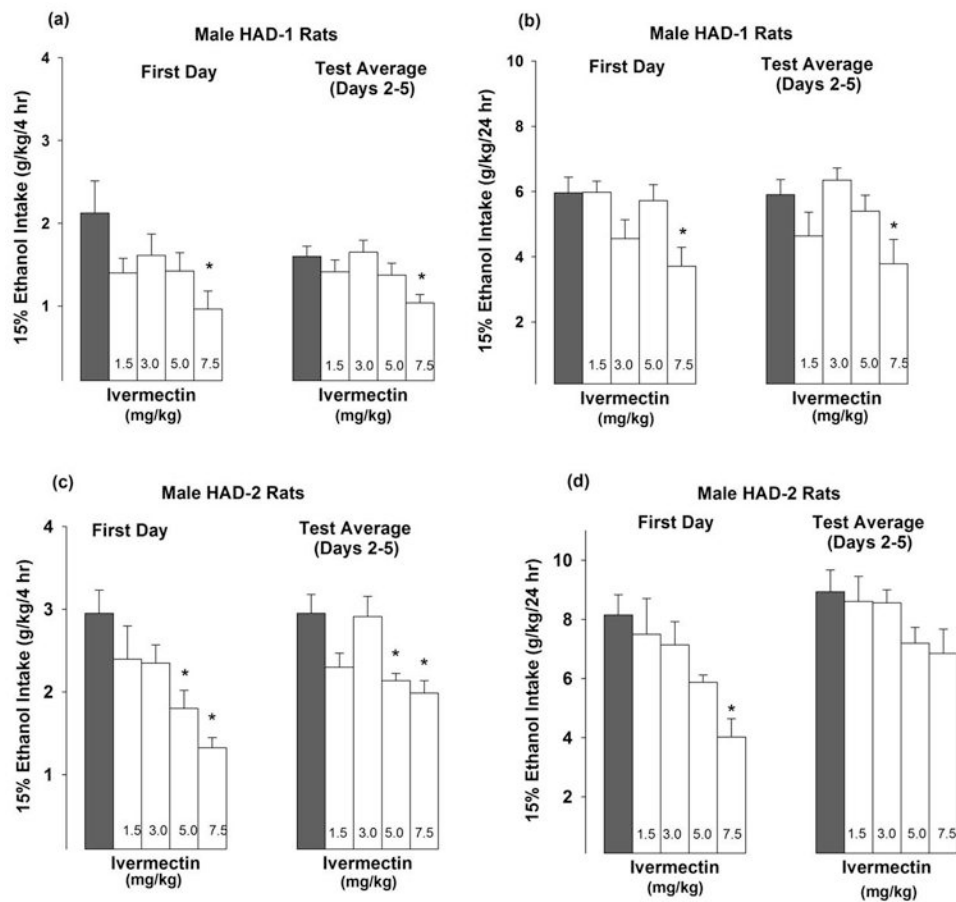 (a)
Male HAD-1 Rats
First Day
Test Average
(Days 2-5)
15% Ethanol Intake (g/kg/4 hr)
4
3
2
1
*
*
1.5 3.0 5.0 7.5
1.5 3.0 5.0 7.5
Ivermectin
(mg/kg)
Ivermectin
(mg/kg)
(b)
Male HAD-1 Rats
First Day
Test Average
(Days 2-5)
15% Ethanol Intake (g/kg/24 hr)
10
8
6
4
2
*
*
1.5 3.0 5.0 7.5
1.5 3.0 5.0 7.5
Ivermectin
(mg/kg)
Ivermectin
(mg/kg)
(c)
Male HAD-2 Rats
First Day
Test Average
(Days 2-5)
15% Ethanol Intake (g/kg/4 hr)
4
3
2
1
*
*
*
*
1.5 3.0 5.0 7.5
1.5 3.0 5.0 7.5
Ivermectin
(mg/kg)
Ivermectin
(mg/kg)
(d)
Male HAD-2 Rats
First Day
Test Average
(Days 2-5)
15% Ethanol Intake (g/kg/24 hr)
10
8
6
4
2
*
1.5 3.0 5.0 7.5
1.5 3.0 5.0 7.5
Ivermectin
(mg/kg)
Ivermectin
(mg/kg)